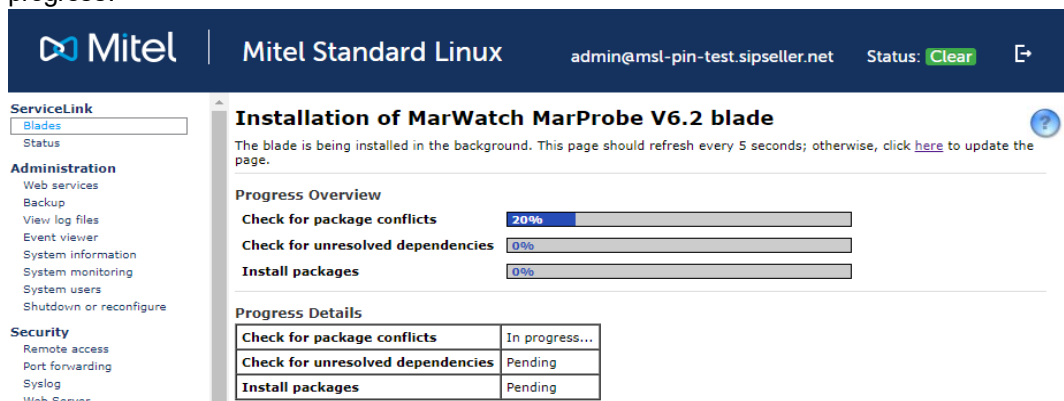 progress.
Mitel
Mitel Standard Linux
admin@msl-pin-test.sipseller.net
Status: Clear
ServiceLink
Blades
Status
Administration
Web services
Backup
View log files
Event viewer
System information
System monitoring
System users
Shutdown or reconfigure
Security
Remote access
Port forwarding
Syslog
Web Server
Installation of MarWatch MarProbe V6.2 blade
?
The blade is being installed in the background. This page should refresh every 5 seconds; otherwise, click here to update the
page.
Progress Overview
Check for package conflicts 20%
Check for unresolved dependencies 0%
Install packages 0%
Progress Details
Check for package conflicts In progress...
Check for unresolved dependencies Pending
Install packages Pending